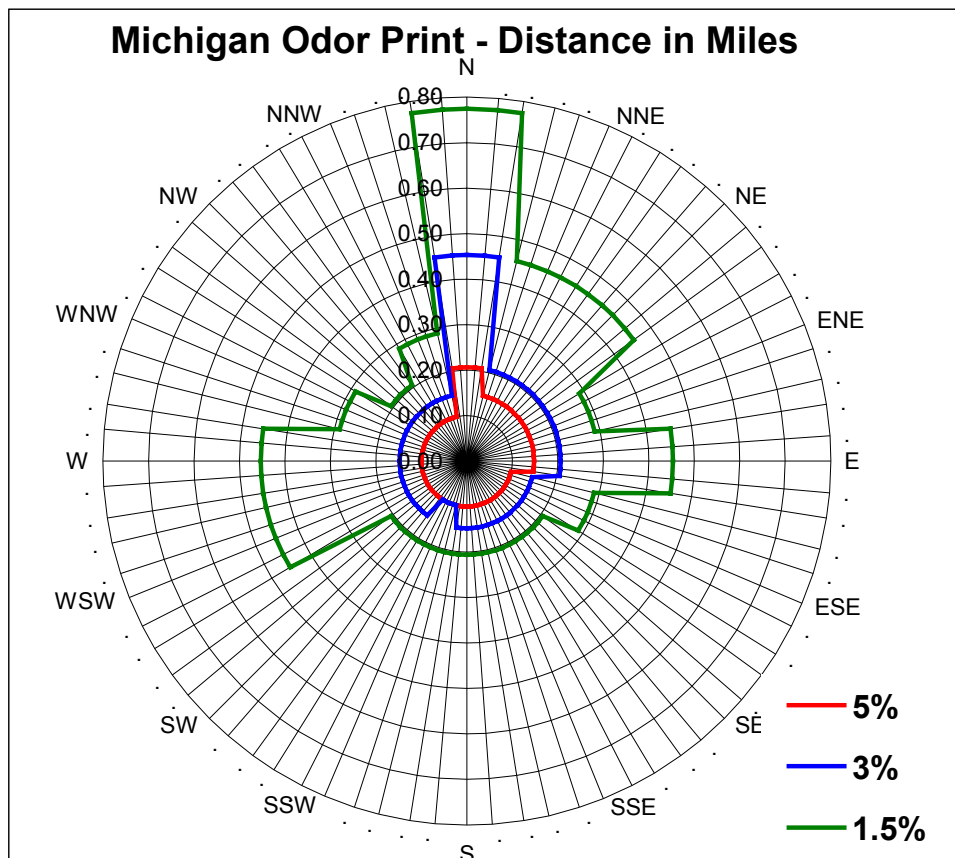 Michigan Odor Print - Distance in Miles
N
NNW
NNE
NW
NE
WNW
ENE
W
E
WSW
ESE
SW
SE
SSW
SSE
S
0.80
0.70
0.60
0.50
0.40
0.30
0.20
0.10
0.00
5%
3%
1.5%